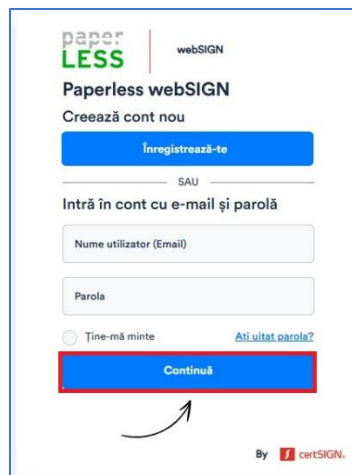 paper
LESS
webSIGN
Paperless webSIGN
Creează cont nou
Înregistrează-te
SAU
Intră în cont cu e-mail și parolă
Nume utilizator (Email)
Parola
Ține-mă minte
Ați uitat parola?
Continuă
By certSIGN.